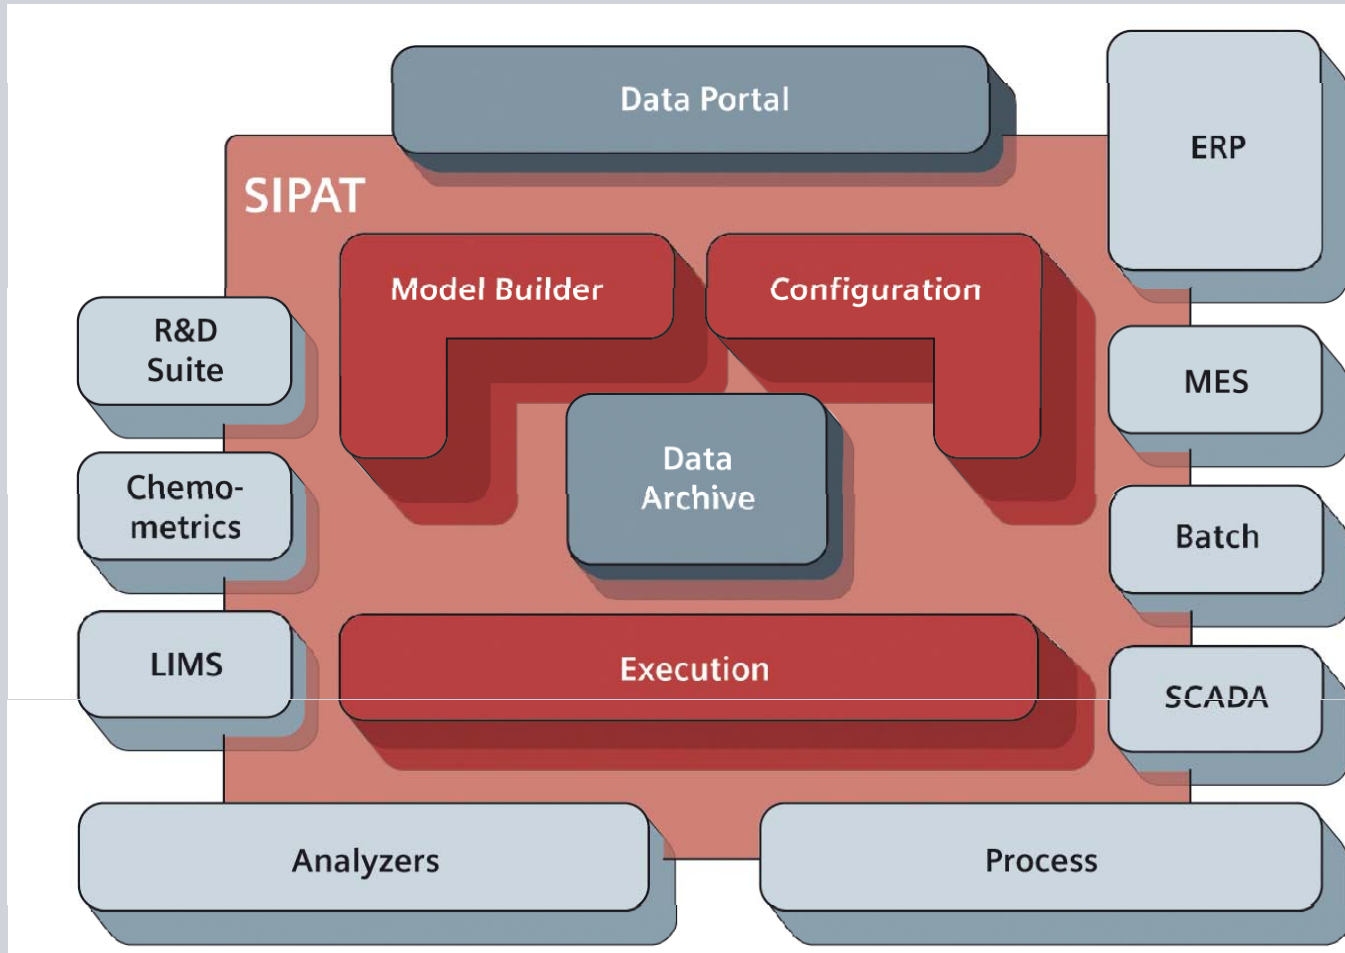 Data Portal
ERP
SIPAT
Model Builder
Configuration
R&D
Suite
MES
Data
Archive
Chemo-
metrics
Batch
LIMS
Execution
SCADA
Analyzers
Process